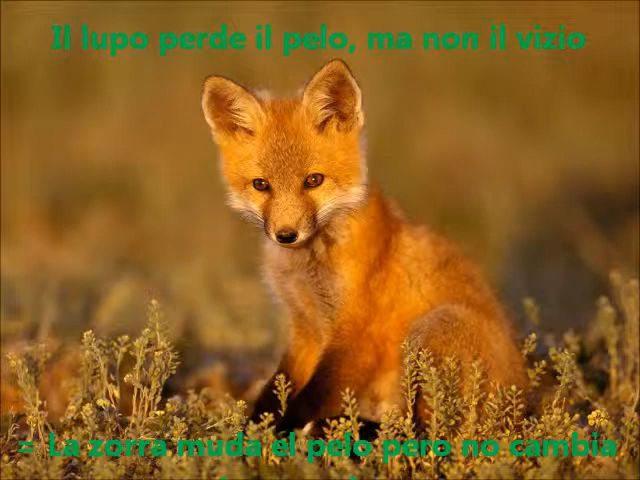 Il lupo perde il pelo, ma non il vizio
= La zorra muda el pelo pero no cambia